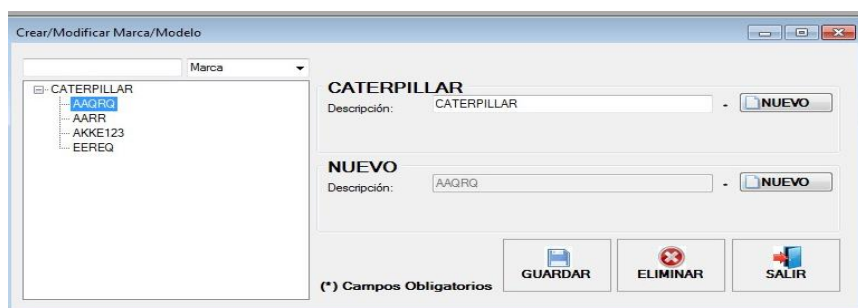 Crear/Modificar Marca/Modelo
Marca
CATERPILLAR
AAQRQ
AARR
AKKE123
EEREQ
CATERPILLAR
Descripción: CATERPILLAR - NUEVO
NUEVO
Descripción: AAQRQ - NUEVO
(*) Campos Obligatorios GUARDAR ELIMINAR SALIR